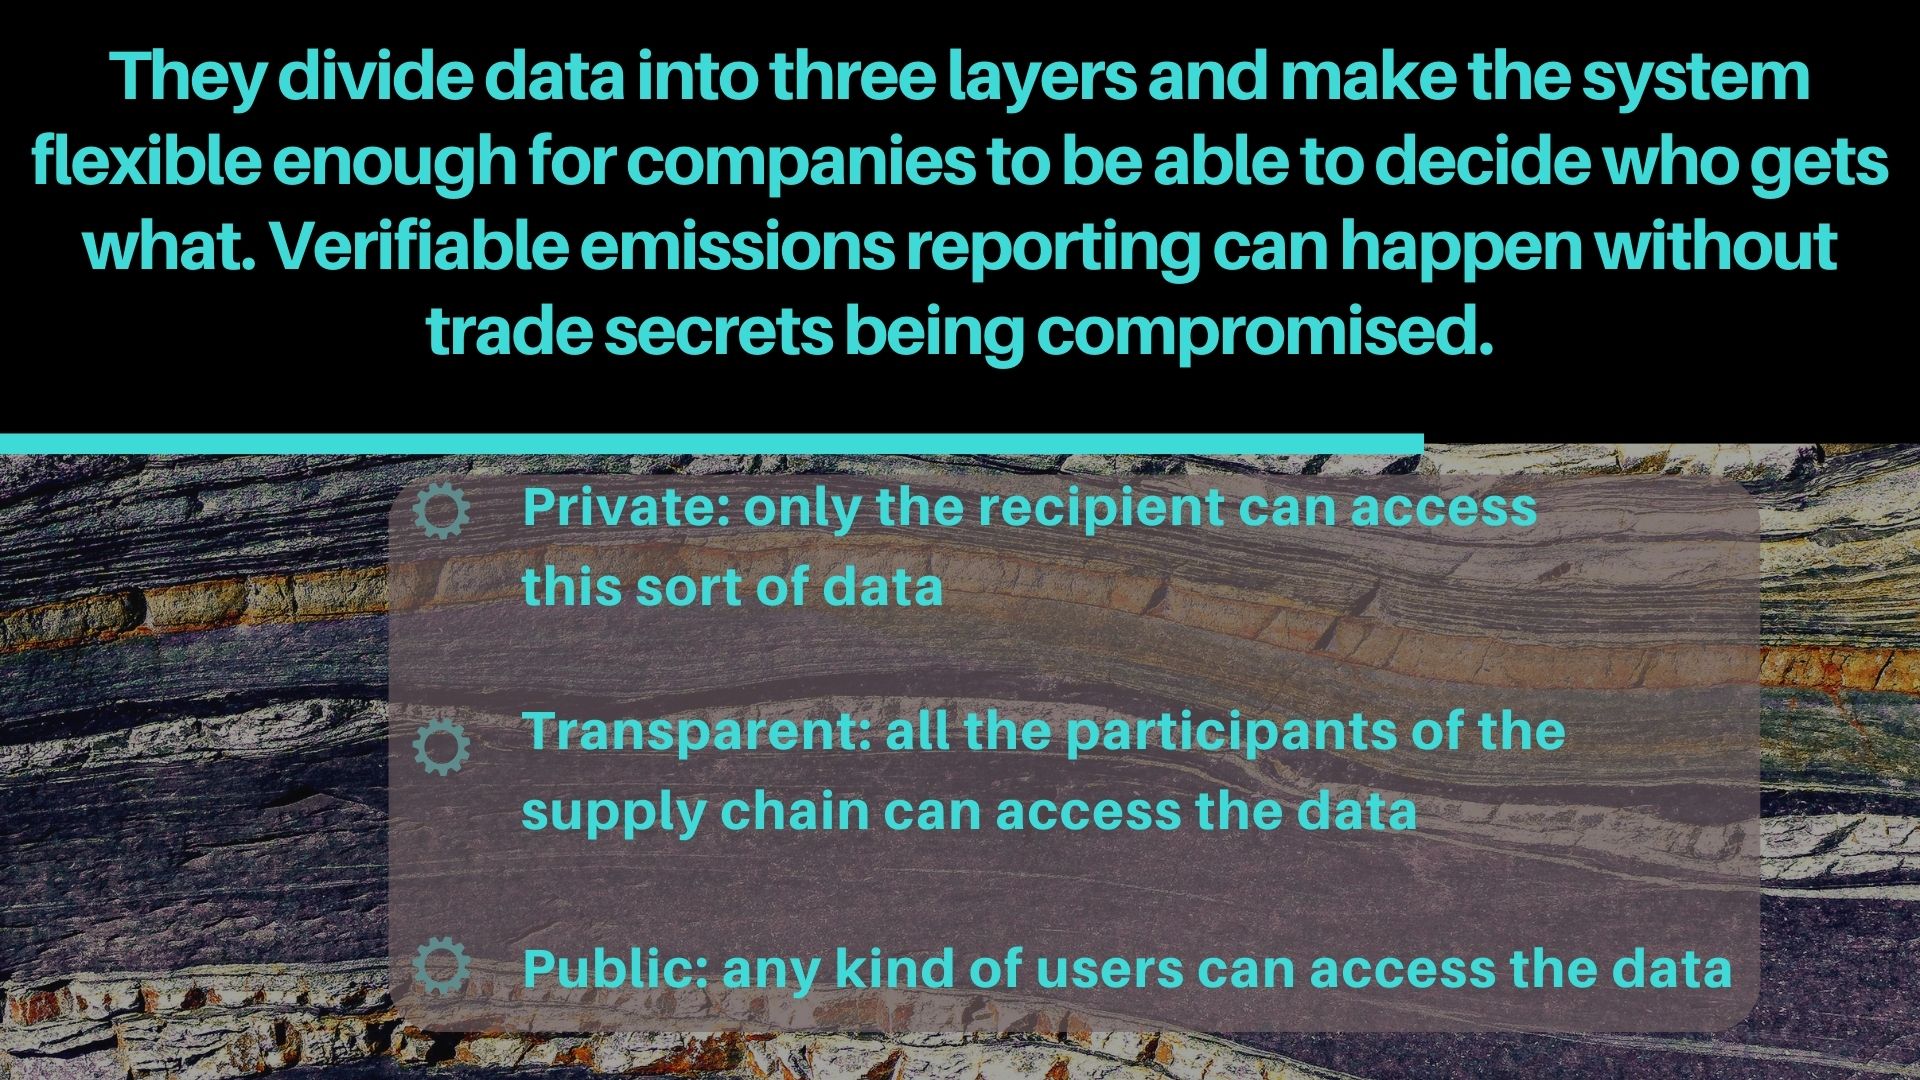 They divide data into three layers and make the system
flexible enough for companies to be able to decide who gets
what. Verifiable emissions reporting can happen without
trade secrets being compromised.
Private: only the recipient can access
this sort of data
Transparent: all the participants of the
supply chain can access the data
Public: any kind of users can access the data